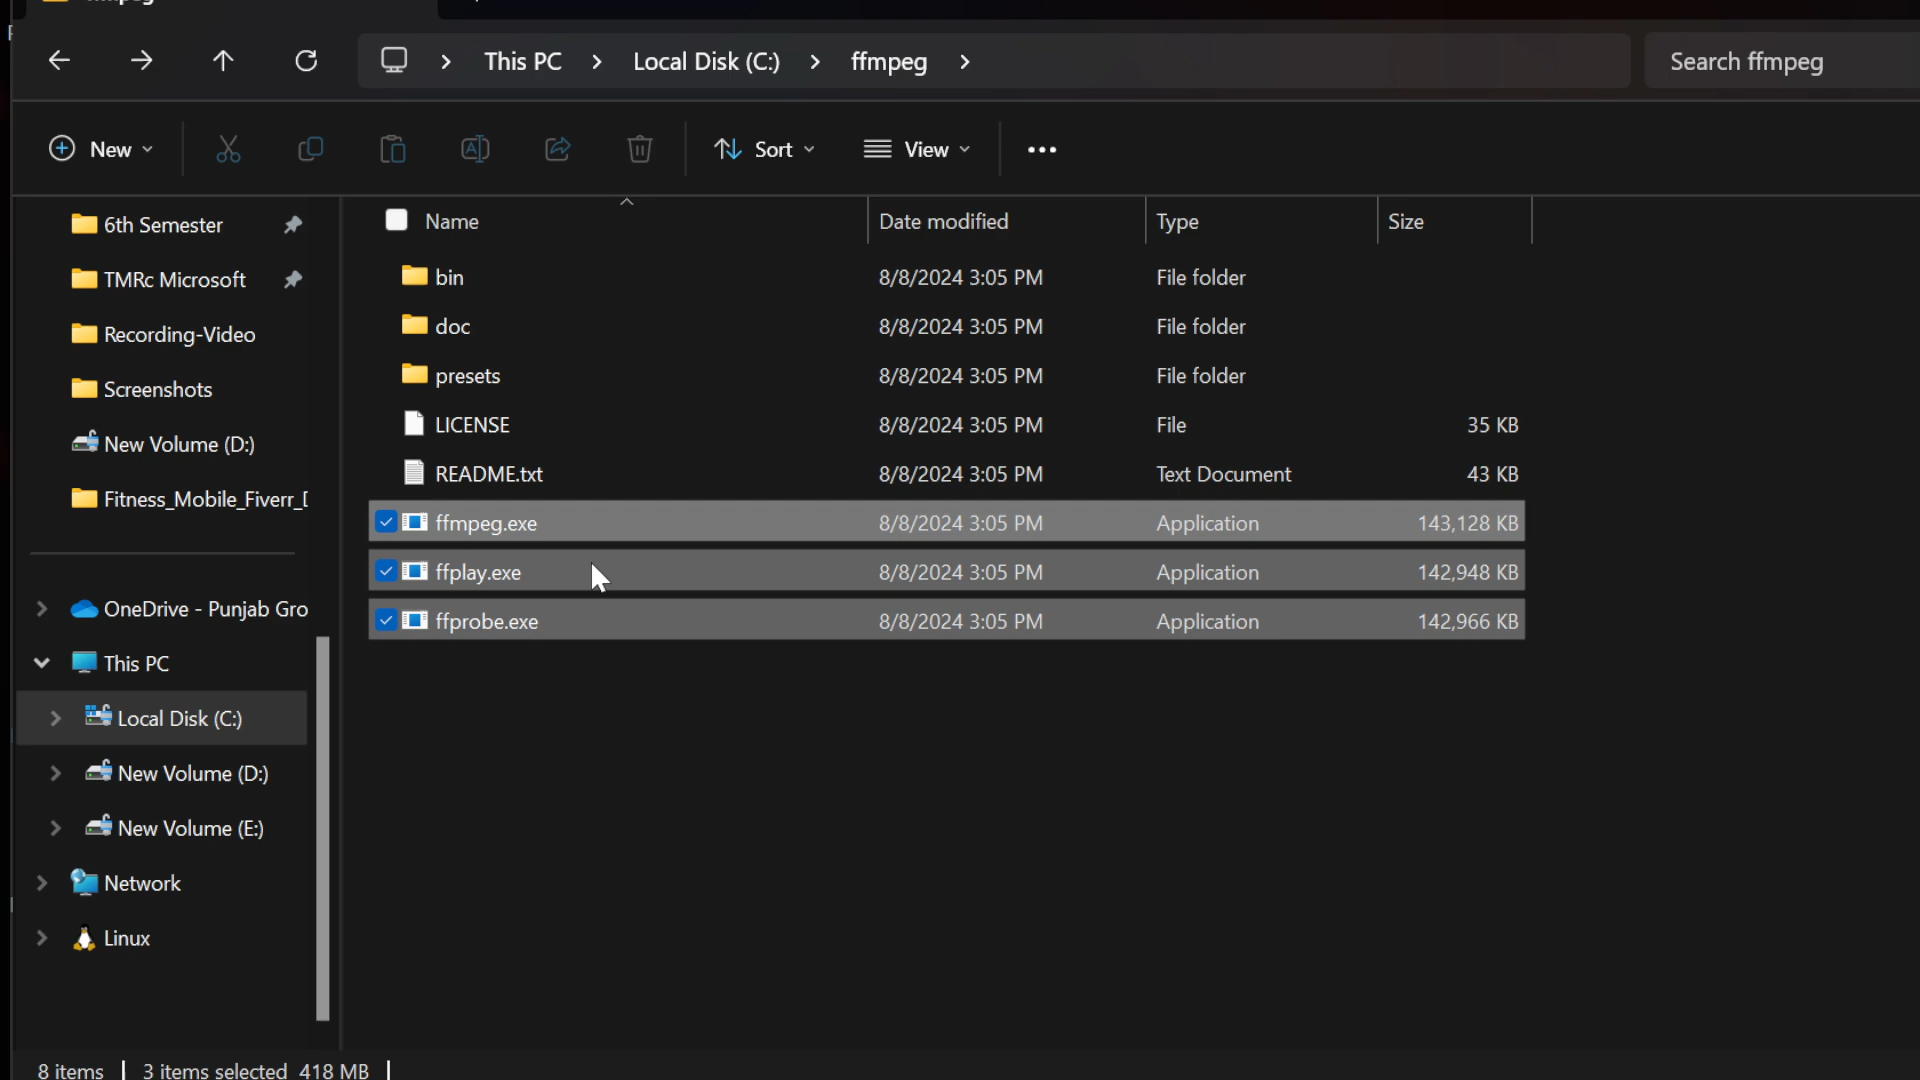 This PC Local Disk (C:) ffmpeg Search ffmpeg
New Sort View
Name Date modified Type Size
6th Semester
TMRc Microsoft
Recording-Video
Screenshots
New Volume (D:)
Fitness_Mobile_Fiverr_
OneDrive - Punjab Gro
This PC
Local Disk (C:)
New Volume (D:)
New Volume (E:)
Network
Linux
bin 8/8/2024 3:05 PM File folder
doc 8/8/2024 3:05 PM File folder
presets 8/8/2024 3:05 PM File folder
LICENSE 8/8/2024 3:05 PM File 35 KB
README.txt 8/8/2024 3:05 PM Text Document 43 KB
ffmpeg.exe 8/8/2024 3:05 PM Application 143,128 KB
ffplay.exe 8/8/2024 3:05 PM Application 142,948 KB
ffprobe.exe 8/8/2024 3:05 PM Application 142,966 KB
8 items 3 items selected 418 MB